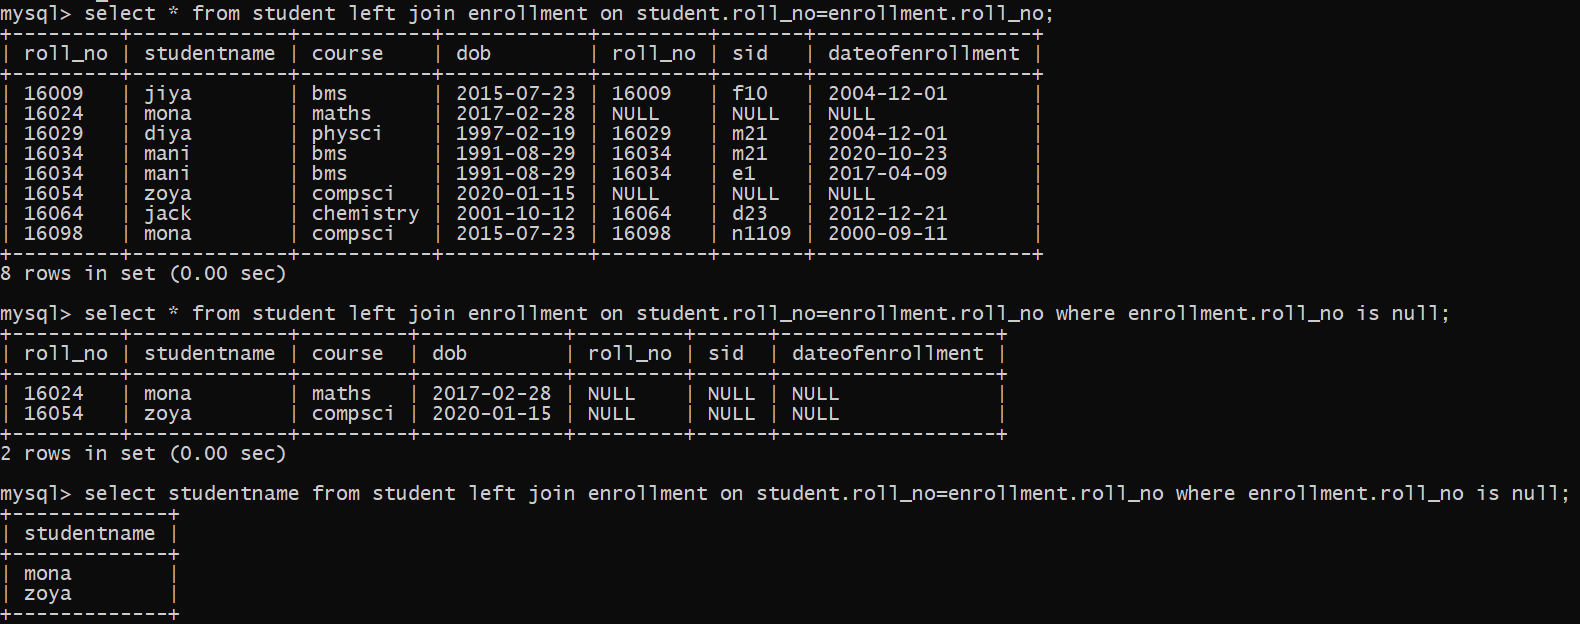 mysql> select * from student left join enrollment on student.roll_no=enrollment.roll_no;
+---------+-------------+-----------+------------+---------+-------+------------------+
| roll_no | studentname | course    | dob        | roll_no | sid   | dateofenrollment |
+---------+-------------+-----------+------------+---------+-------+------------------+
| 16009   | jiya        | bms       | 2015-07-23 | 16009   | f10   | 2004-12-01       |
| 16024   | mona        | maths     | 2017-02-28 | NULL    | NULL  | NULL             |
| 16029   | diya        | physci    | 1997-02-19 | 16029   | m21   | 2004-12-01       |
| 16034   | mani        | bms       | 1991-08-29 | 16034   | m21   | 2020-10-23       |
| 16034   | mani        | bms       | 1991-08-29 | 16034   | e1    | 2017-04-09       |
| 16054   | zoya        | compsci   | 2020-01-15 | NULL    | NULL  | NULL             |
| 16064   | jack        | chemistry | 2001-10-12 | 16064   | d23   | 2012-12-21       |
| 16098   | mona        | compsci   | 2015-07-23 | 16098   | n1109 | 2000-09-11       |
+---------+-------------+-----------+------------+---------+-------+------------------+
8 rows in set (0.00 sec)
mysql> select * from student left join enrollment on student.roll_no=enrollment.roll_no where enrollment.roll_no is null;
+---------+-------------+---------+------------+---------+------+------------------+
| roll_no | studentname | course  | dob        | roll_no | sid  | dateofenrollment |
+---------+-------------+---------+------------+---------+------+------------------+
| 16024   | mona        | maths   | 2017-02-28 | NULL    | NULL | NULL             |
| 16054   | zoya        | compsci | 2020-01-15 | NULL    | NULL | NULL             |
+---------+-------------+---------+------------+---------+------+------------------+
2 rows in set (0.00 sec)
mysql> select studentname from student left join enrollment on student.roll_no=enrollment.roll_no where enrollment.roll_no is null;
+-------------+
| studentname |
+-------------+
| mona        |
| zoya        |
+-------------+